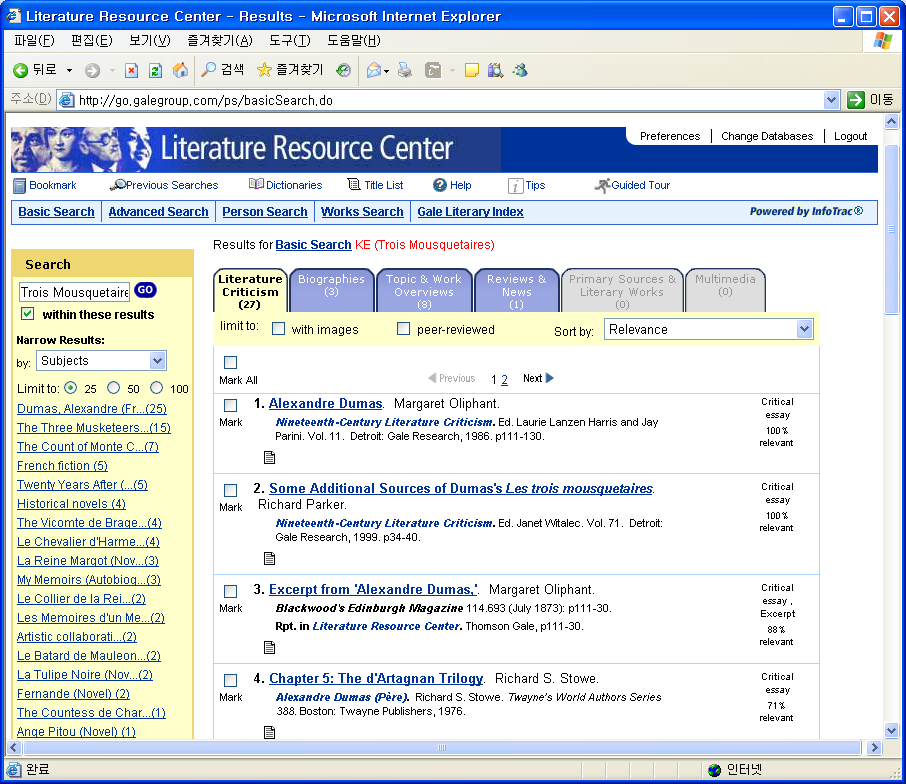 Literature Resource Center - Results - Microsoft Internet Explorer
파일(F) 편집(E) 보기(V) 즐겨찾기(A) 도구(T) 도움말(H)
뒤로 검색 즐겨찾기
주소(D) http://go.galegroup.com/ps/basicSearch.do 이동
Preferences Change Databases Logout
Literature Resource Center
Bookmark Previous Searches Dictionaries Title List Help Tips Guided Tour
Basic Search Advanced Search Person Search Works Search Gale Literary Index Powered by InfoTrac®
Search
Trois Mousquetaire GO
within these results
Narrow Results:
by: Subjects
Limit to: 25 50 100
Dumas, Alexandre (Fr...(25)
The Three Musketeers...(15)
The Count of Monte C...(7)
French fiction (5)
Twenty Years After (...(5)
Historical novels (4)
The Vicomte de Brage...(4)
Le Chevalier d'Harme...(4)
La Reine Margot (Nov...(3)
My Memoirs (Autobiog...(3)
Le Collier de la Rei...(2)
Les Memoires d'un Me...(2)
Artistic collaborati...(2)
Le Batard de Mauleon...(2)
La Tulipe Noire (Nov...(2)
Fernande (Novel) (2)
The Countess de Char...(1)
Ange Pitou (Novel) (1)
Results for Basic Search KE (Trois Mousquetaires)
Literature Criticism (27) Biographies (3) Topic & Work Overviews (8) Reviews & News (1) Primary Sources & Literary Works (0) Multimedia (0)
limit to: with images peer-reviewed Sort by: Relevance
Mark All Previous 1 2 Next
Mark
1. Alexandre Dumas. Margaret Oliphant.
Nineteenth-Century Literature Criticism. Ed. Laurie Lanzen Harris and Jay
Parini. Vol. 11. Detroit: Gale Research, 1986. p111-130.
Critical
essay
100%
relevant
Mark
2. Some Additional Sources of Dumas's Les trois mousquetaires.
Richard Parker.
Nineteenth-Century Literature Criticism. Ed. Janet Witalec. Vol. 71. Detroit:
Gale Research, 1999. p34-40.
Critical
essay
100%
relevant
Mark
3. Excerpt from 'Alexandre Dumas,'. Margaret Oliphant.
Blackwood's Edinburgh Magazine 114.693 (July 1873): p111-30.
Rpt. in Literature Resource Center. Thomson Gale, p111-30.
Critical
essay ,
Excerpt
88%
relevant
Mark
4. Chapter 5: The d'Artagnan Trilogy. Richard S. Stowe.
Alexandre Dumas (Père). Richard S. Stowe. Twayne's World Authors Series
388. Boston: Twayne Publishers, 1976.
Critical
essay
71%
relevant
완료 인터넷